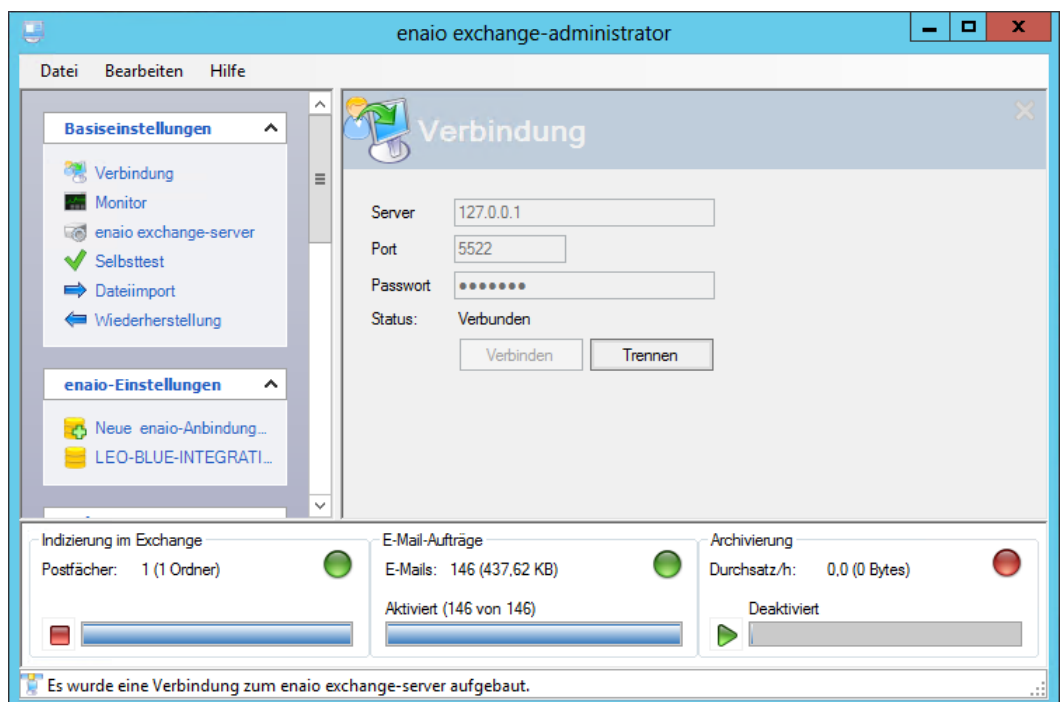 enaio exchange-administrator
Datei Bearbeiten Hilfe
Basiseinstellungen
Verbindung
Monitor
enaio exchange-server
Selbsttest
Dateiimport
Wiederherstellung
enaio-Einstellungen
Neue enaio-Anbindung...
LEO-BLUE-INTEGRATI...
Verbindung
Server 127.0.0.1
Port 5522
Passwort •••••••
Status: Verbunden
Verbinden Trennen
Indizierung im Exchange
Postfächer: 1 (1 Ordner)
E-Mail-Aufträge
E-Mails: 146 (437,62 KB)
Aktiviert (146 von 146)
Archivierung
Durchsatz/h: 0,0 (0 Bytes)
Deaktiviert
Es wurde eine Verbindung zum enaio exchange-server aufgebaut.